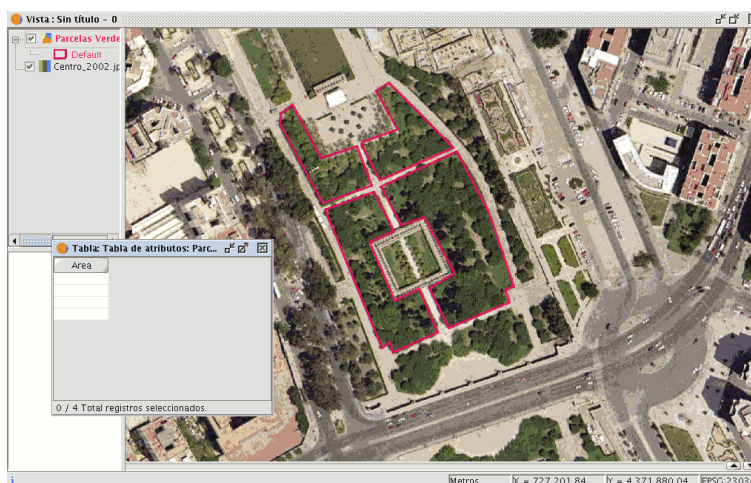 Vista : Sin título - 0
Parcelas Verde
Default
Centro_2002.jp
Tabla: Tabla de atributos: Parc...
Area
0 / 4 Total registros seleccionados.
Metros X = 727.201,84 Y = 4.371.880,04 EPSG:2303